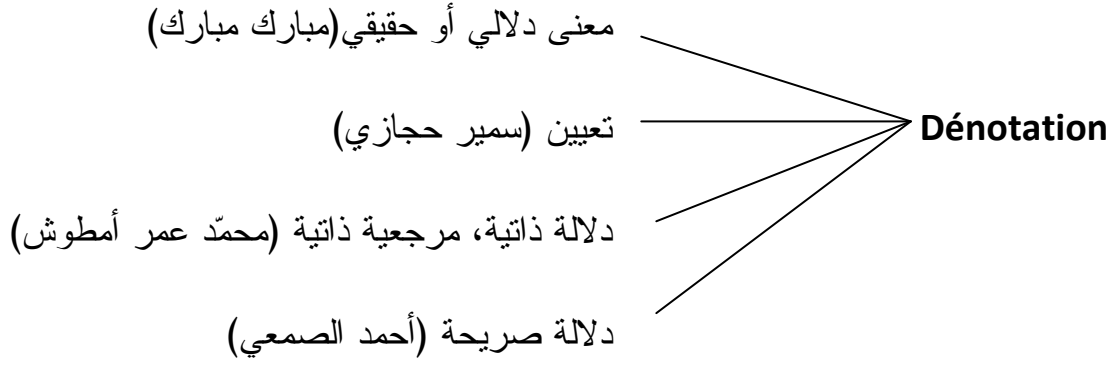 معنى دلالي أو حقيقي(مبارك مبارك)
تعيين (سمير حجازي)
Dénotation
دلالة ذاتية، مرجعية ذاتية (محمّد عمر أمطوش)
دلالة صريحة (أحمد الصمعي)